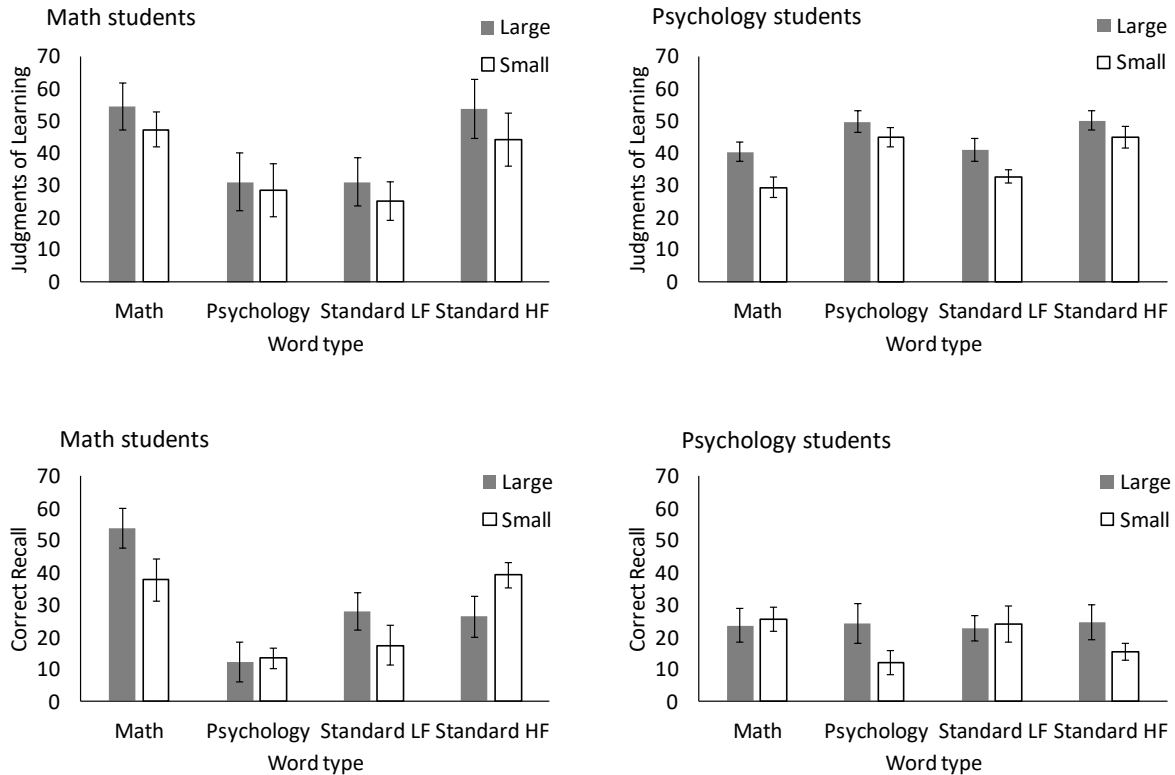 Math students
Large
Small
Judgments of Learning
70
60
50
40
30
20
10
0
Math Psychology Standard LF Standard HF
Word type
Psychology students
Large
Small
Judgments of Learning
70
60
50
40
30
20
10
0
Math Psychology Standard LF Standard HF
Word type
Math students
Large
Small
Correct Recall
70
60
50
40
30
20
10
0
Math Psychology Standard LF Standard HF
Word type
Psychology students
Large
Small
Correct Recall
70
60
50
40
30
20
10
0
Math Psychology Standard LF Standard HF
Word type